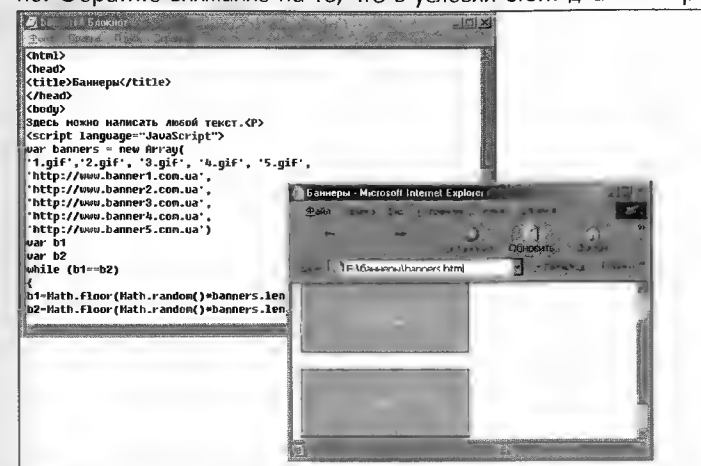 Обратите внимание на то, что в условии
Блокнот
<html>
<head>
<title>Баннеры</title>
</head>
<body>
Здесь можно написать любой текст.<P>
<script language="JavaScript">
var banners = new Array(
'1.gif','2.gif', '3.gif', '4.gif', '5.gif',
'http://www.banner1.com.ua',
'http://www.banner2.com.ua',
'http://www.banner3.com.ua',
'http://www.banner4.com.ua',
'http://www.banner5.com.ua')
var b1
var b2
while (b1==b2)
{
b1=Math.floor(Math.random()*banners.len
b2=Math.floor(Math.random()*banners.len
Баннеры - Microsoft Internet Explorer
Файл
Обновить
E:\Баннеры\banners.html